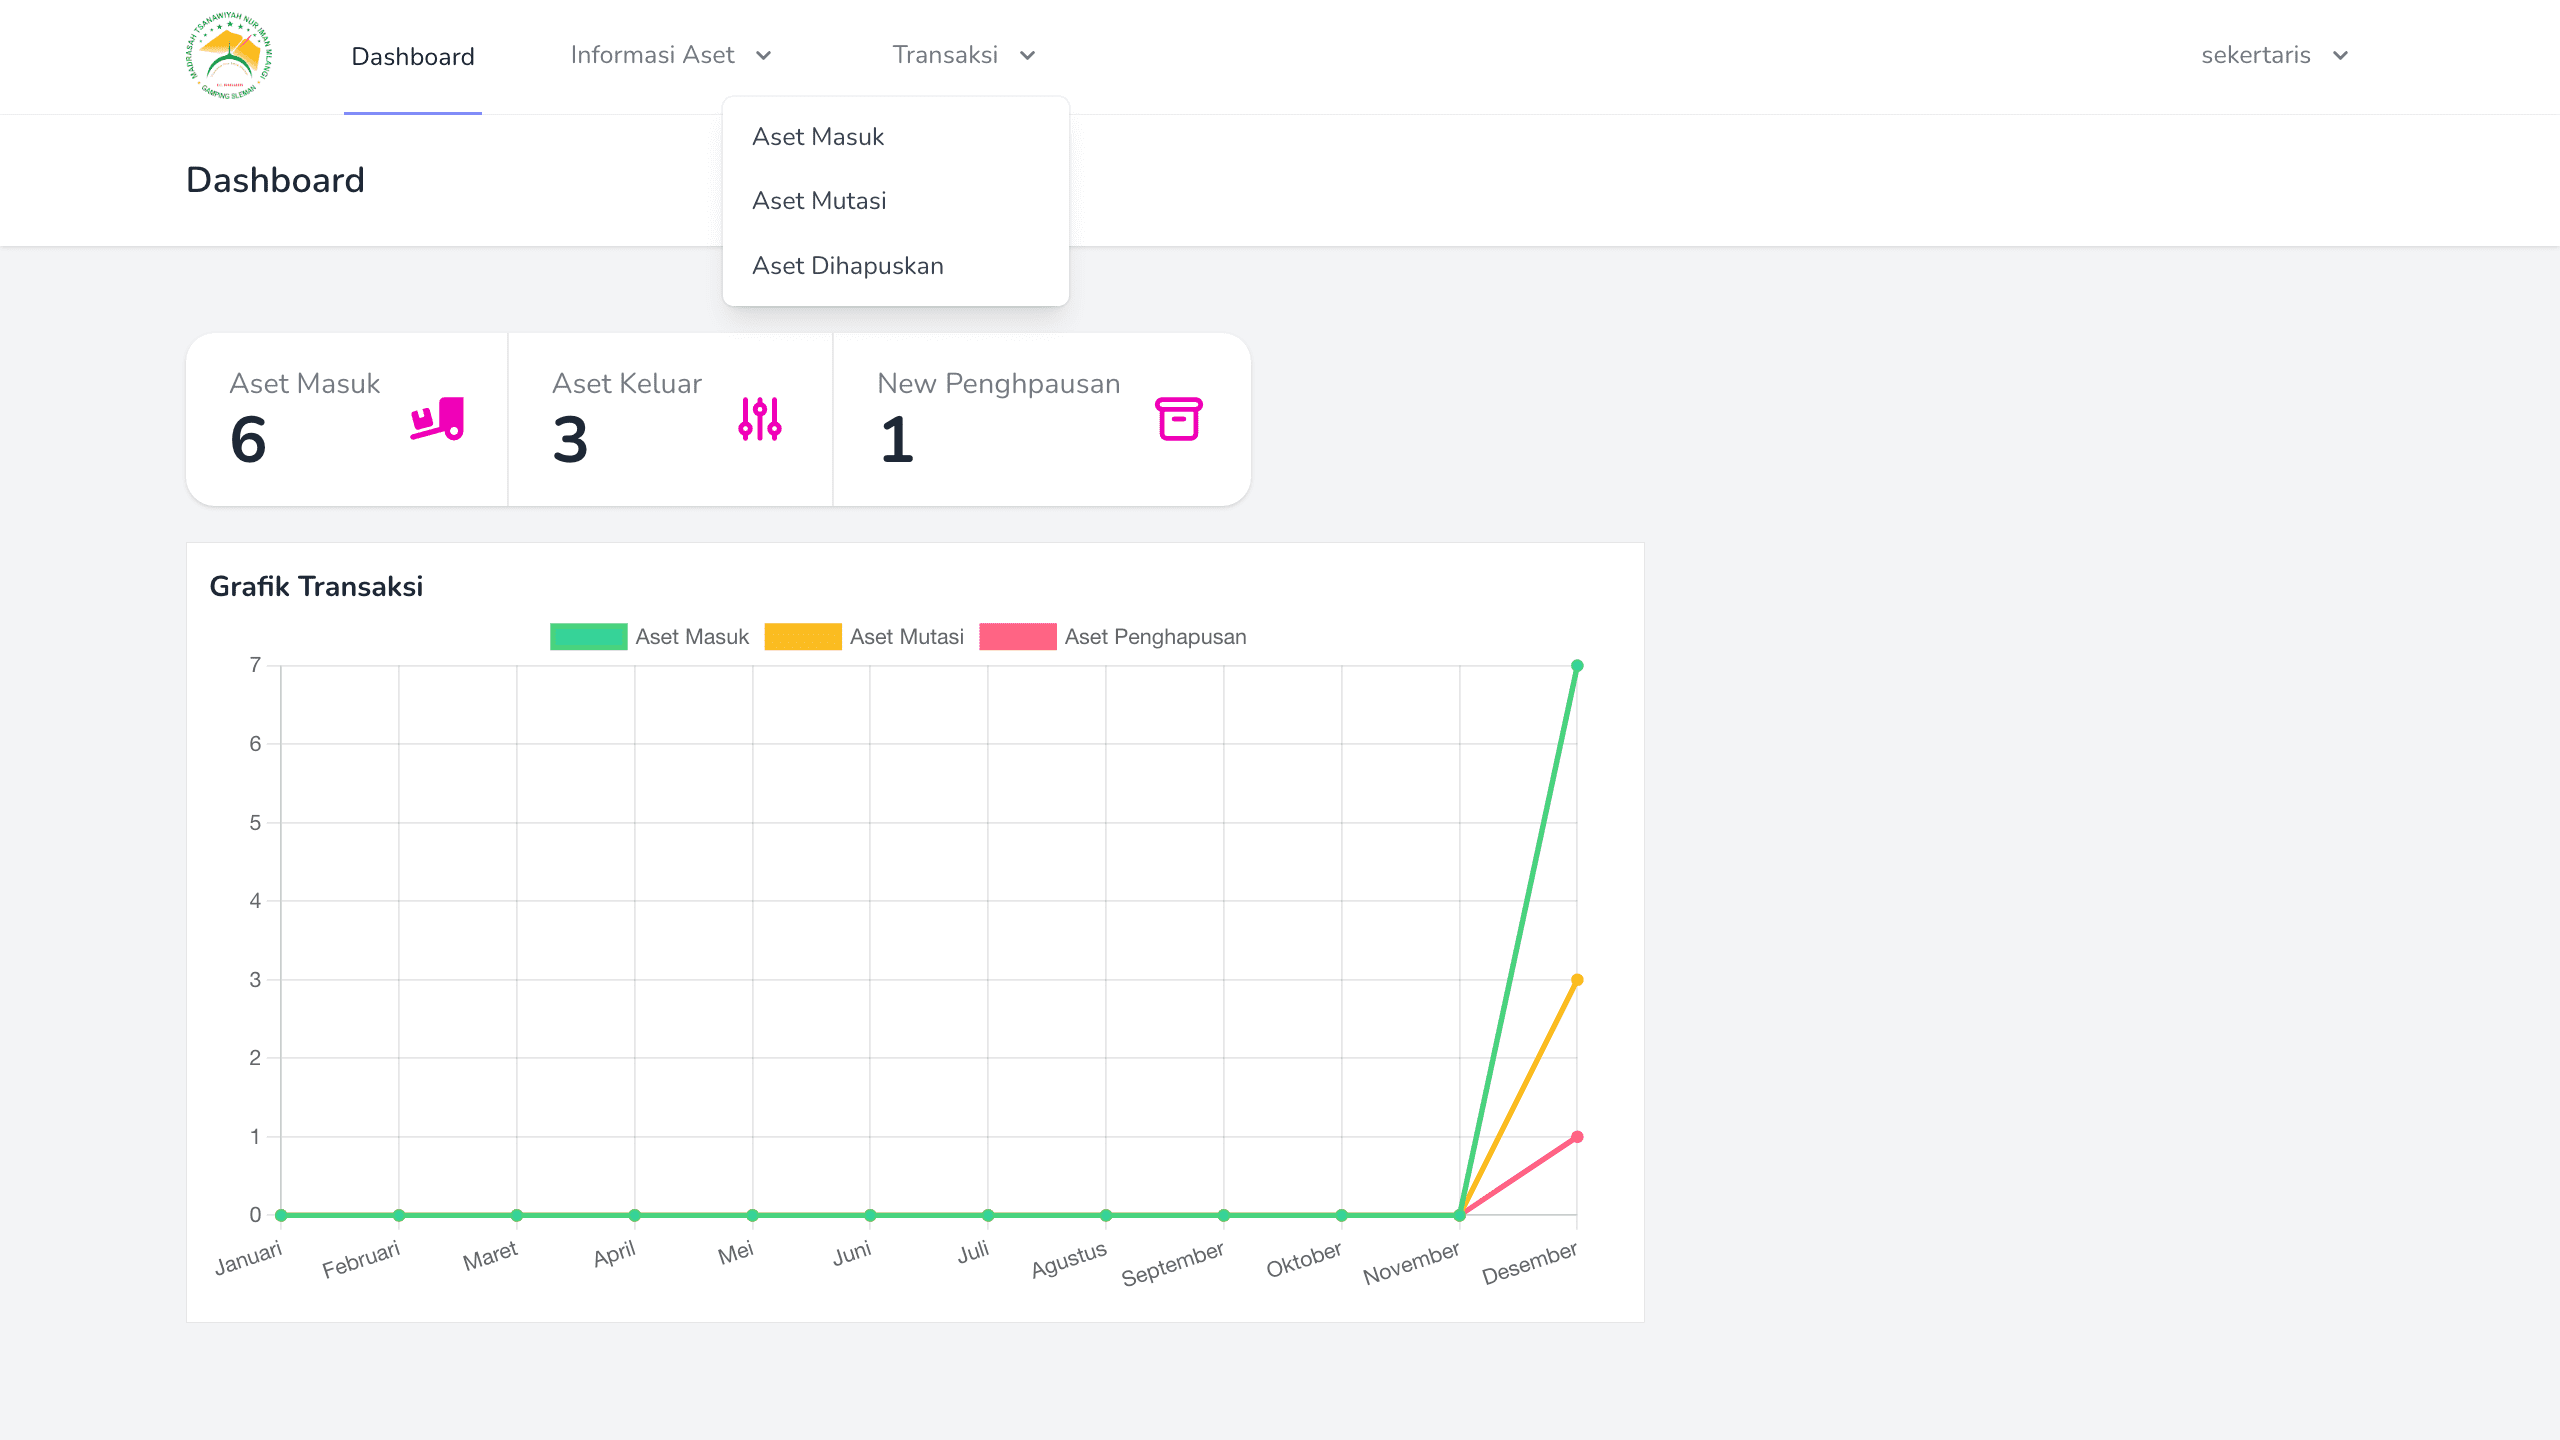 MADRASAH TSANAWIYAH NUR IMAN MLANGI
GAMPING SLEMAN
Dashboard
Informasi Aset
Transaksi
sekertaris
Aset Masuk
Aset Mutasi
Aset Dihapuskan
Dashboard
Aset Masuk
6
Aset Keluar
3
New Penghpausan
1
Grafik Transaksi
Aset Masuk
Aset Mutasi
Aset Penghapusan
7
6
5
4
3
2
1
0
Januari
Februari
Maret
April
Mei
Juni
Juli
Agustus
September
Oktober
November
Desember